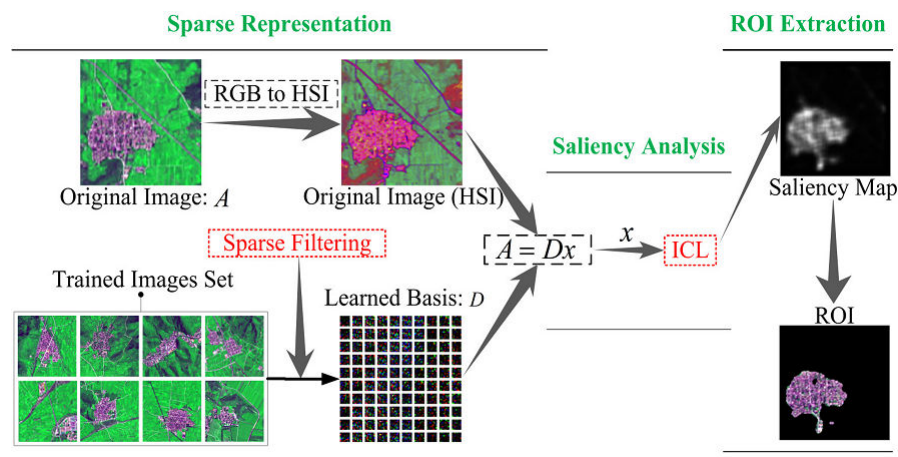 Sparse Representation
ROI Extraction
RGB to HSI
Original Image: A
Original Image (HSI)
Saliency Analysis
Saliency Map
Sparse Filtering
A = Dx
x
ICL
Trained Images Set
Learned Basis: D
ROI